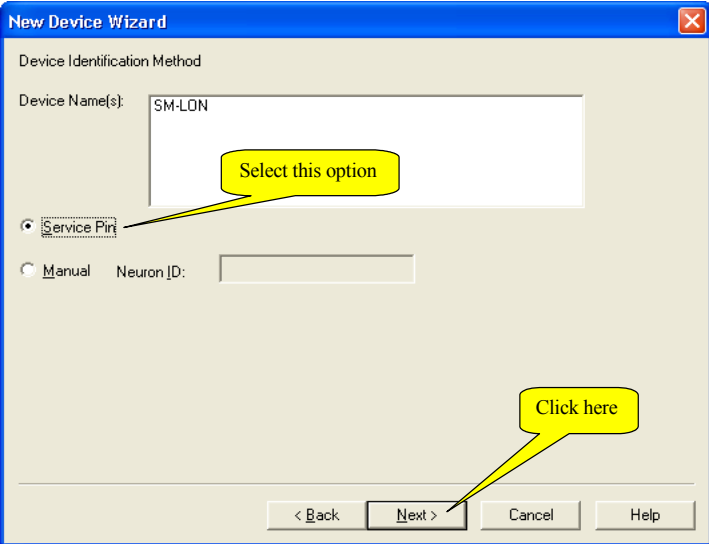 New Device Wizard
Device Identification Method
Device Name(s):
SM-LON
Select this option
Service Pin
Manual
Neuron ID:
Click here
< Back
Next >
Cancel
Help